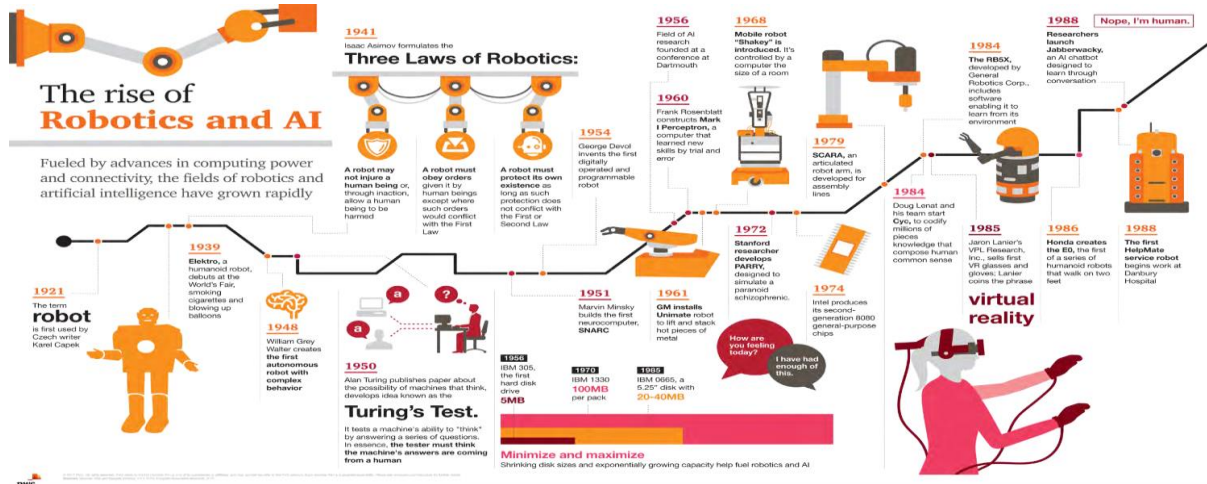 The rise of
Robotics and AI
Fueled by advances in computing power
and connectivity, the fields of robotics and
artificial intelligence have grown rapidly
1921
The term
robot
is first used by
Czech writer
Karel Capek
1939
Elektro, a
humanoid robot,
debuts at the
World's Fair,
smoking
cigarettes and
blowing up
balloons
1941
Isaac Asimov formulates the
Three Laws of Robotics:
A robot may
not injure a
human being or,
through inaction,
allow a human
being to be
harmed
A robot must
obey orders
given it by
human beings
except where
such orders
would conflict
with the First
Law
A robot must
protect its own
existence as
long as such
protection does
not conflict with
the First or
Second Law
1948
William Grey
Walter creates
the first
autonomous
robot with
complex
behavior
a
?
a
1950
Alan Turing publishes paper about
the possibility of machines that think,
develops idea known as the
Turing's Test.
It tests a machine's ability to "think"
by answering a series of questions.
In essence, the tester must think
the machine's answers are coming
from a human
1954
George Devol
invents the first
digitally
operated and
programmable
robot
1951
Marvin Minsky
builds the first
neurocomputer,
SNARC
1956
Field of AI
research
founded at a
conference at
Dartmouth
1960
Frank Rosenblatt
constructs Mark
I Perceptron, a
computer that
learned new
skills by trial and
error
1961
GM installs
Unimate robot
to lift and stack
hot pieces of
metal
1968
Mobile robot
"Shakey" is
introduced. It's
controlled by a
computer the
size of a room
1972
Stanford
researcher
develops
PARRY,
designed to
simulate a
paranoid
schizophrenic.
How are
you feeling
today?
I have had
enough of
this.
1979
SCARA, an
articulated
robot arm, is
developed for
assembly
lines
1974
Intel produces
its second-
generation 8080
general-purpose
chips
1956
IBM 305,
the first
hard disk
drive
5MB
1970
IBM 1330
100MB
per pack
1985
IBM 0665, a
5.25" disk with
20-40MB
Minimize and maximize
Shrinking disk sizes and exponentially growing capacity help fuel robotics and AI
1984
The RB5X,
developed by
General
Robotics Corp.,
includes
software
enabling it to
learn from its
environment
1984
Doug Lenat and
his team start
Cyc, to codify
millions of
pieces
knowledge that
compose human
common sense
1985
Jaron Lanier's
VPL Research,
Inc., sells first
VR glasses and
gloves; Lanier
coins the phrase
virtual
reality
1986
Honda creates
the E0, the first
of a series of
humanoid robots
that walk on two
feet
1988
Researchers
launch
Jabberwacky,
an AI chatbot
designed to
learn through
conversation
Nope, I'm human.
1988
The first
HelpMate
service robot
begins work at
Danbury
Hospital